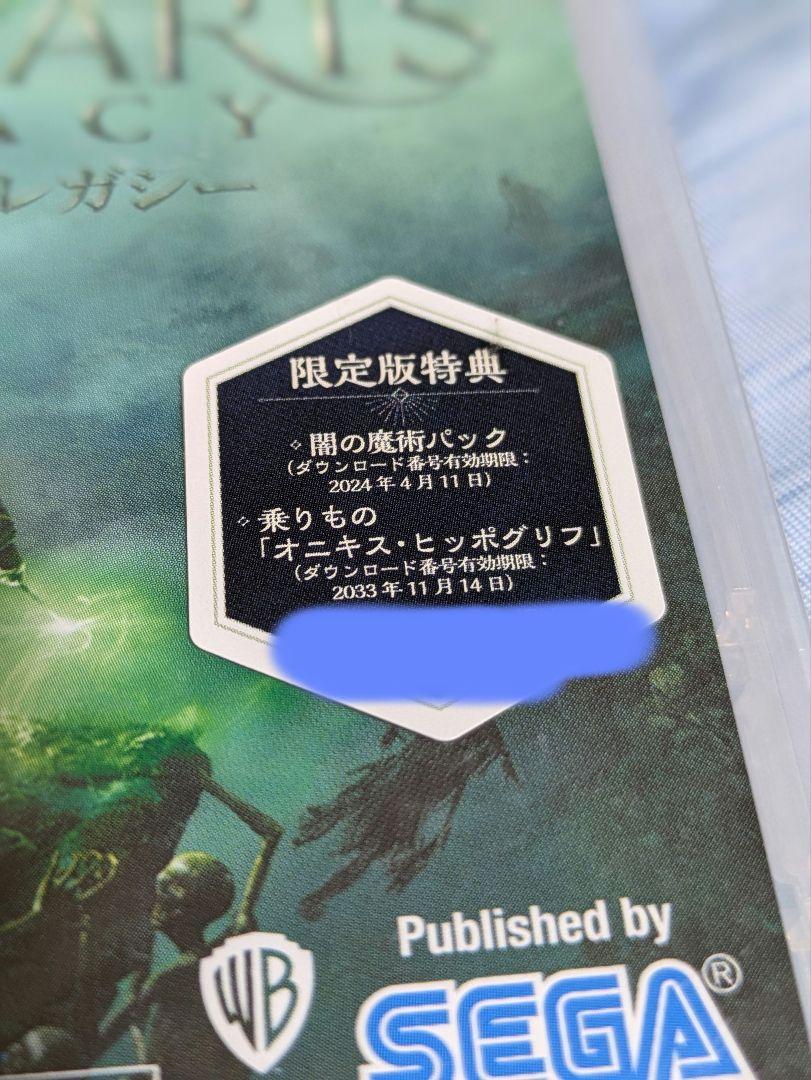 ARTS
ACY
レガシー
限定版特典
◇ 闇の魔術パック
(ダウンロード番号有効期限：
2024年4月11日)
◇ 乗りもの
「オニキス・ヒッポグリフ」
(ダウンロード番号有効期限：
2033年11月14日)
Published by
WB
SEGA®